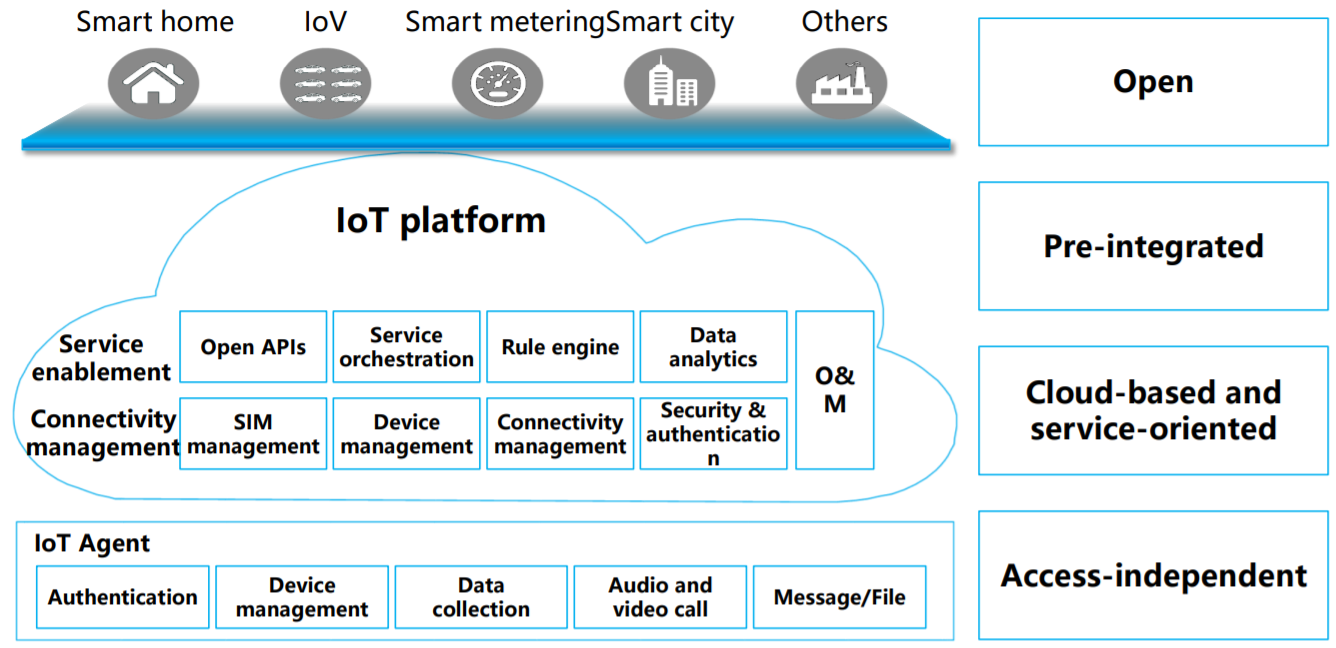 Smart home
IoV
Smart metering
Smart city
Others
IoT platform
Service
enablement
Open APIs
Service
orchestration
Rule engine
Data
analytics
O&
M
Connectivity
management
SIM
management
Device
management
Connectivity
management
Security &
authenticatio
n
IoT Agent
Authentication
Device
management
Data
collection
Audio and
video call
Message/File
Open
Pre-integrated
Cloud-based and
service-oriented
Access-independent